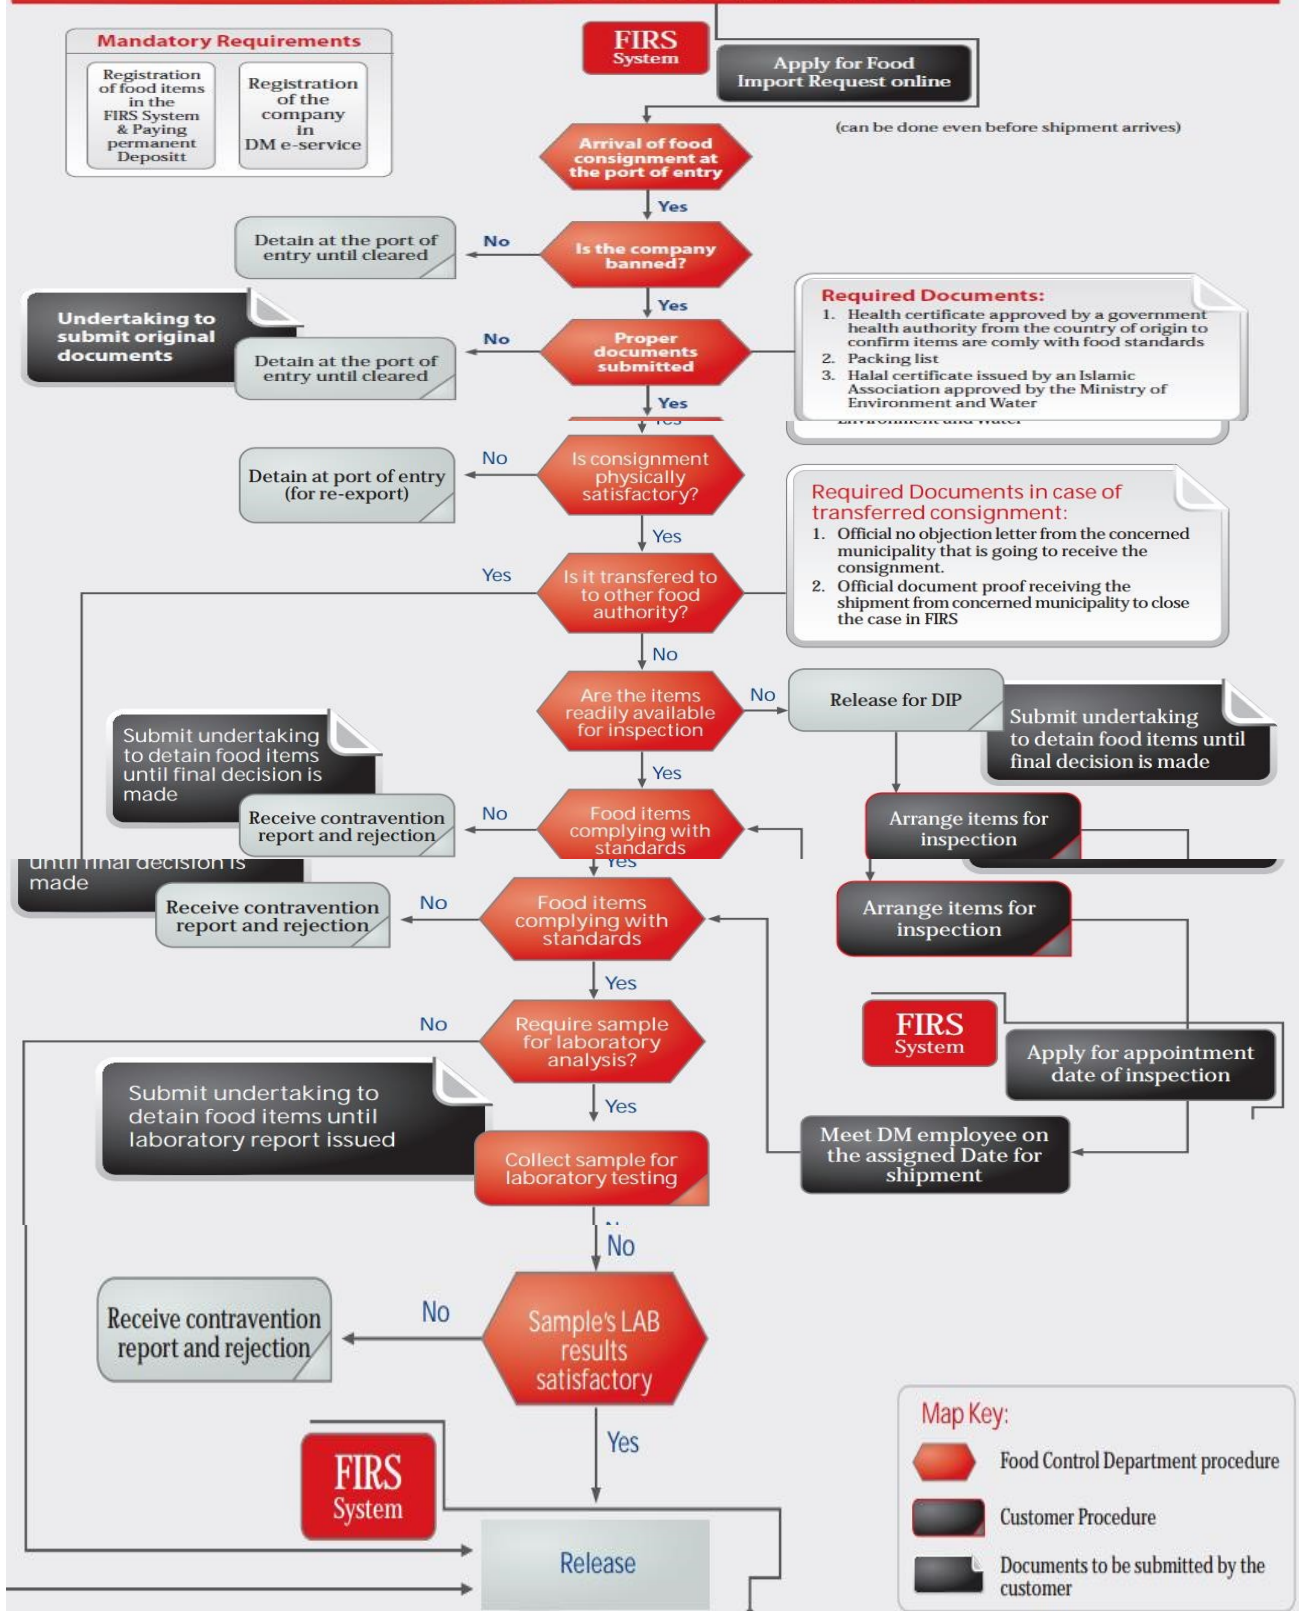 Mandatory Requirements
Registration
of food items
in the
FIRS System
& Paying
permanent
Depositt
Registration
of the
company
in
DM e-service
FIRS
System
Apply for Food
Import Request online
(can be done even before shipment arrives)
Arrival of food
consignment at
the port of entry
Yes
Is the company
banned?
No
Detain at the port of
entry until cleared
Yes
Undertaking to
submit original
documents
Detain at the port of
entry until cleared
No
Proper
documents
submitted
Required Documents:
1. Health certificate approved by a government
health authority from the country of origin to
confirm items are comly with food standards
2. Packing list
3. Halal certificate issued by an Islamic
Association approved by the Ministry of
Environment and Water
Environment and Water
Yes
Yes
Detain at port of entry
(for re-export)
No
Is consignment
physically
satisfactory?
Yes
Required Documents in case of
transferred consignment:
1. Official no objection letter from the concerned
municipality that is going to receive the
consignment.
2. Official document proof receiving the
shipment from concerned municipality to close
the case in FIRS
Yes
Is it transfered to
to other food
authority?
No
Are the items
readily available
for inspection
No
Release for DIP
Submit undertaking
to detain food items until
final decision is made
Yes
Submit undertaking
to detain food items
until final decision is
made
Receive contravention
report and rejection
No
Food items
complying with
standards
Arrange items for
inspection
until final decision is
made
Yes
Receive contravention
report and rejection
No
Food items
complying with
standards
Arrange items for
inspection
Yes
No
Require sample
for laboratory
analysis?
FIRS
System
Apply for appointment
date of inspection
Yes
Submit undertaking to
detain food items until
laboratory report issued
Collect sample for
laboratory testing
Meet DM employee on
the assigned Date for
shipment
No
Receive contravention
report and rejection
No
Sample's LAB
results
satisfactory
Yes
FIRS
System
Release
Map Key:
Food Control Department procedure
Customer Procedure
Documents to be submitted by the
customer